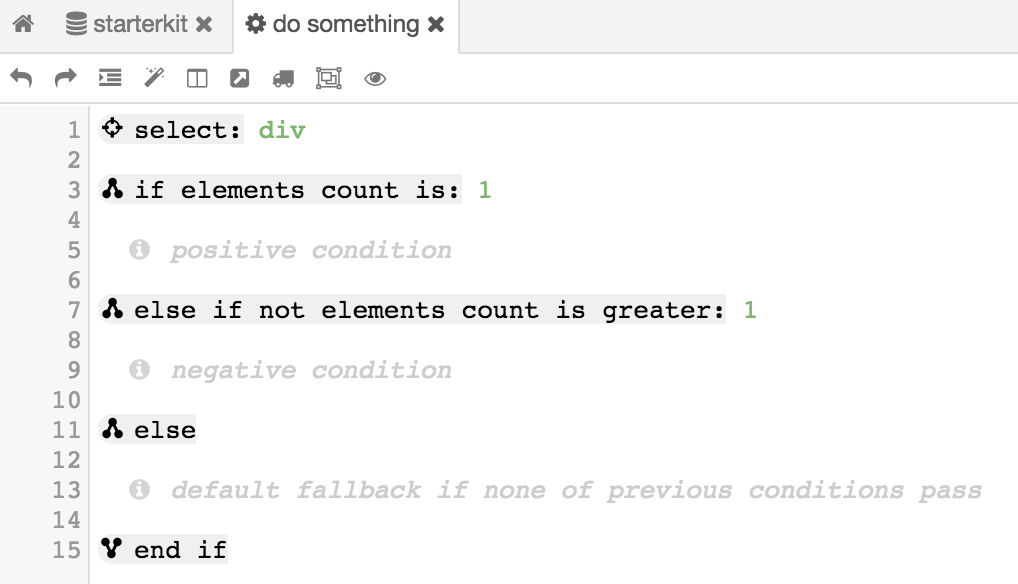 starterkit do something
1 select: div
2
3 if elements count is: 1
4
5 positive condition
6
7 else if not elements count is greater: 1
8
9 negative condition
10
11 else
12
13 default fallback if none of previous conditions pass
14
15 end if